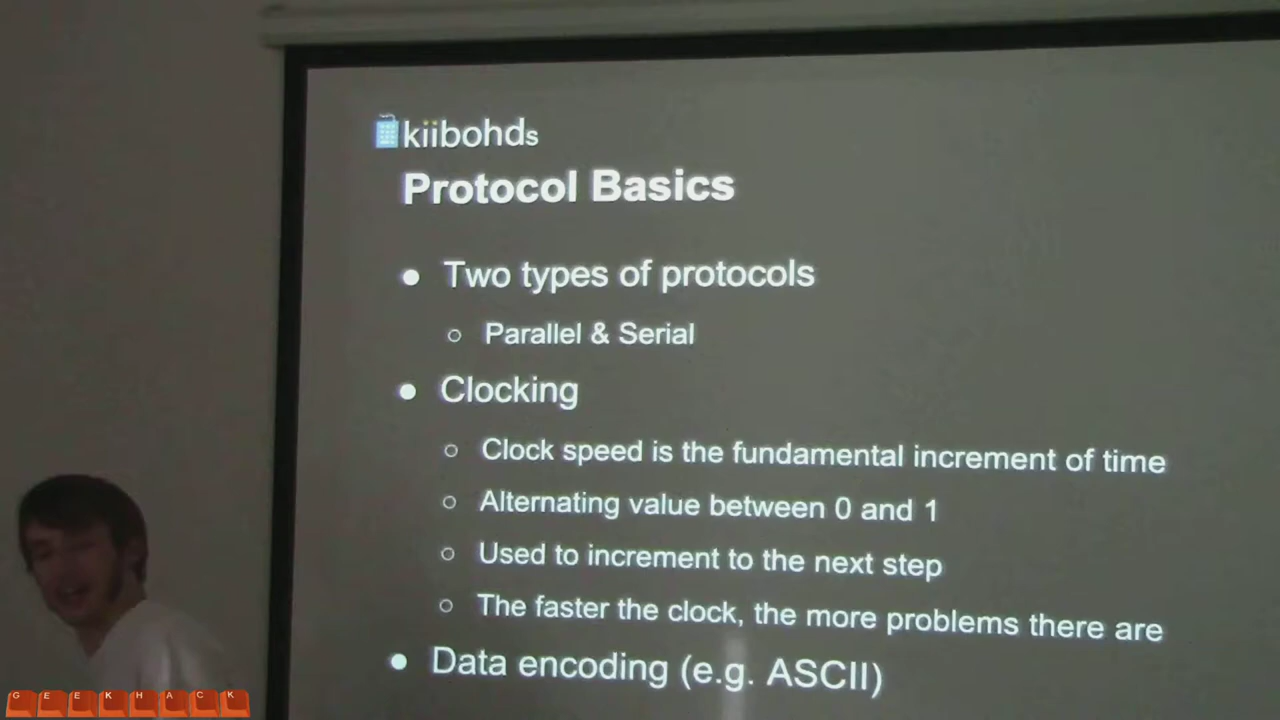 kiibohds
Protocol Basics
● Two types of protocols
○ Parallel & Serial
● Clocking
○ Clock speed is the fundamental increment of time
○ Alternating value between 0 and 1
○ Used to increment to the next step
○ The faster the clock, the more problems there are
● Data encoding (e.g. ASCII)
GEEKHACK